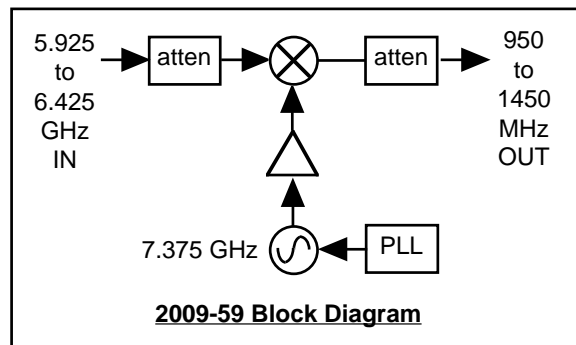 5.925
to
6.425
GHz
IN
atten
atten
950
to
1450
MHz
OUT
7.375 GHz
PLL
2009-59 Block Diagram